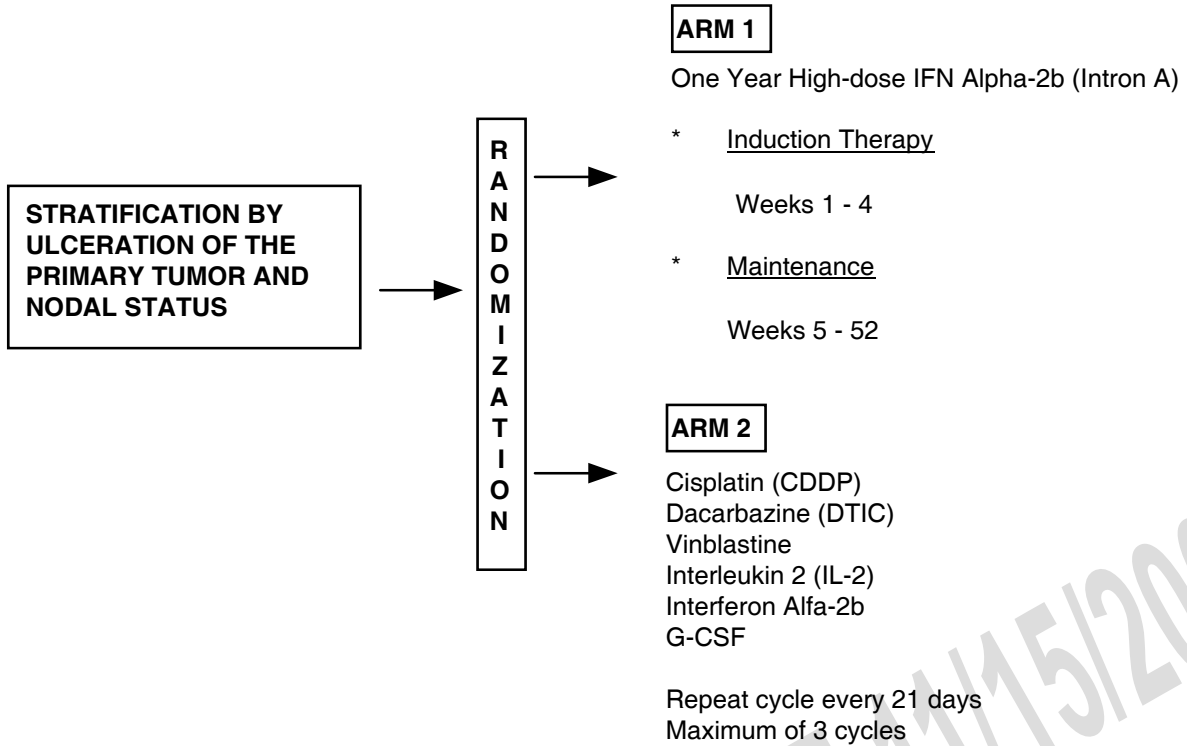 STRATIFICATION BY
ULCERATION OF THE
PRIMARY TUMOR AND
NODAL STATUS
RANDOMIZATION
ARM 1
One Year High-dose IFN Alpha-2b (Intron A)
* Induction Therapy
Weeks 1 - 4
* Maintenance
Weeks 5 - 52
ARM 2
Cisplatin (CDDP)
Dacarbazine (DTIC)
Vinblastine
Interleukin 2 (IL-2)
Interferon Alfa-2b
G-CSF
Repeat cycle every 21 days
Maximum of 3 cycles